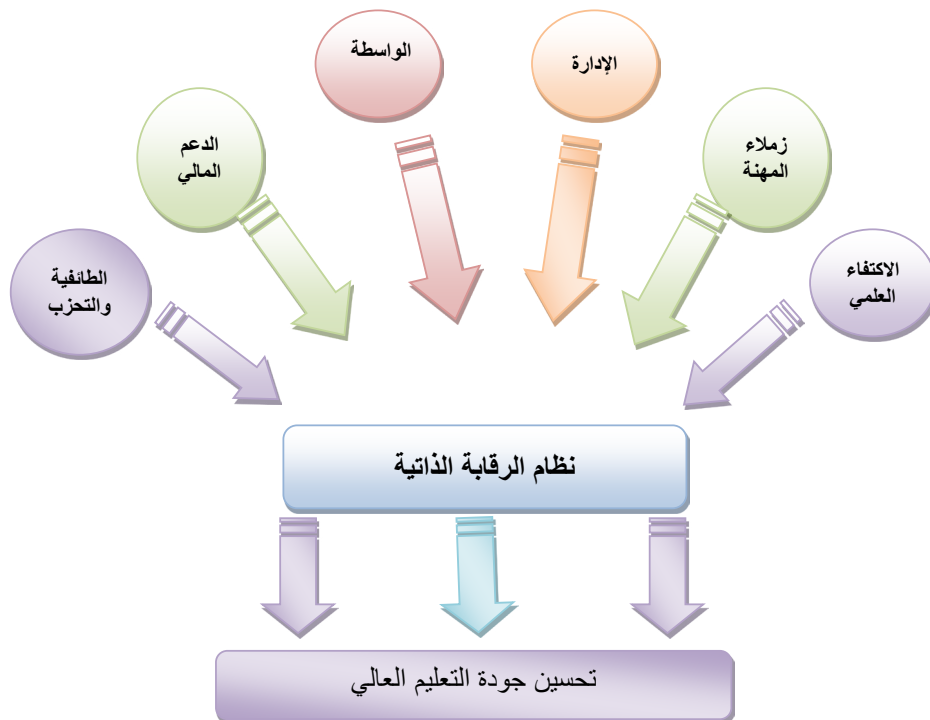 الواسطة
الإدارة
زملاء
المهنة
الدعم
المالي
الاكتفاء
العلمي
الطائفية
والتحزب
نظام الرقابة الذاتية
تحسين جودة التعليم العالي